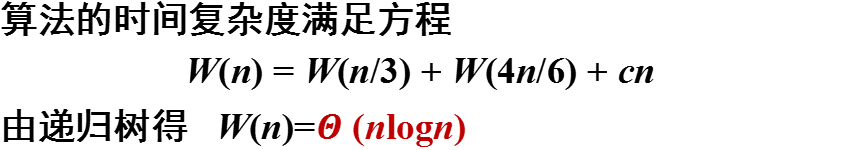 算法的时间复杂度满足方程
W(n) = W(n/3) + W(4n/6) + cn
由递归树得 W(n)=Θ (nlogn)